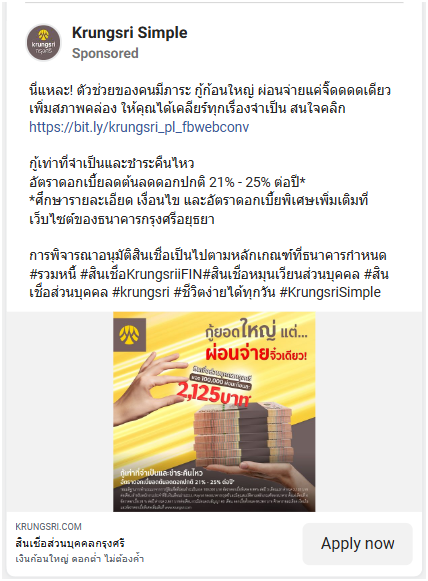 Krungsri Simple
Sponsored
krungsri
กรุงศรี
นี่แหละ! ตัวช่วยของคนมีภาระ กู้ก้อนใหญ่ ผ่อนจ่ายแค่จิ๊ดดดดเดียว
เพิ่มสภาพคล่อง ให้คุณได้เคลียร์ทุกเรื่องจำเป็น สนใจคลิก
https://bit.ly/krungsri_pl_fbwebconv
กู้เท่าที่จำเป็นและชำระคืนไหว
อัตราดอกเบี้ยลดต้นลดดอกปกติ 21% - 25% ต่อปี*
*ศึกษารายละเอียด เงื่อนไข และอัตราดอกเบี้ยพิเศษเพิ่มเติมที่
เว็บไซต์ของธนาคารกรุงศรีอยุธยา
การพิจารณาอนุมัติสินเชื่อเป็นไปตามหลักเกณฑ์ที่ธนาคารกำหนด
#รวมหนี้ #สินเชื่อKrungsriiFIN#สินเชื่อหมุนเวียนส่วนบุคคล #สิน
เชื่อส่วนบุคคล #krungsri #ชีวิตง่ายได้ทุกวัน #KrungsriSimple
กู้ยอดใหญ่ แต่...
ผ่อนจ่ายจิ๋วเดียว!
2,125บาท*
กู้เท่าที่จำเป็นและชำระคืนไหว
อัตราดอกเบี้ยลดต้นลดดอกปกติ 21% - 25% ต่อปี*
KRUNGSRI.COM
สินเชื่อส่วนบุคคลกรุงศรี
เงินก้อนใหญ่ ดอกต่ำ ไม่ต้องค้ำ
Apply now